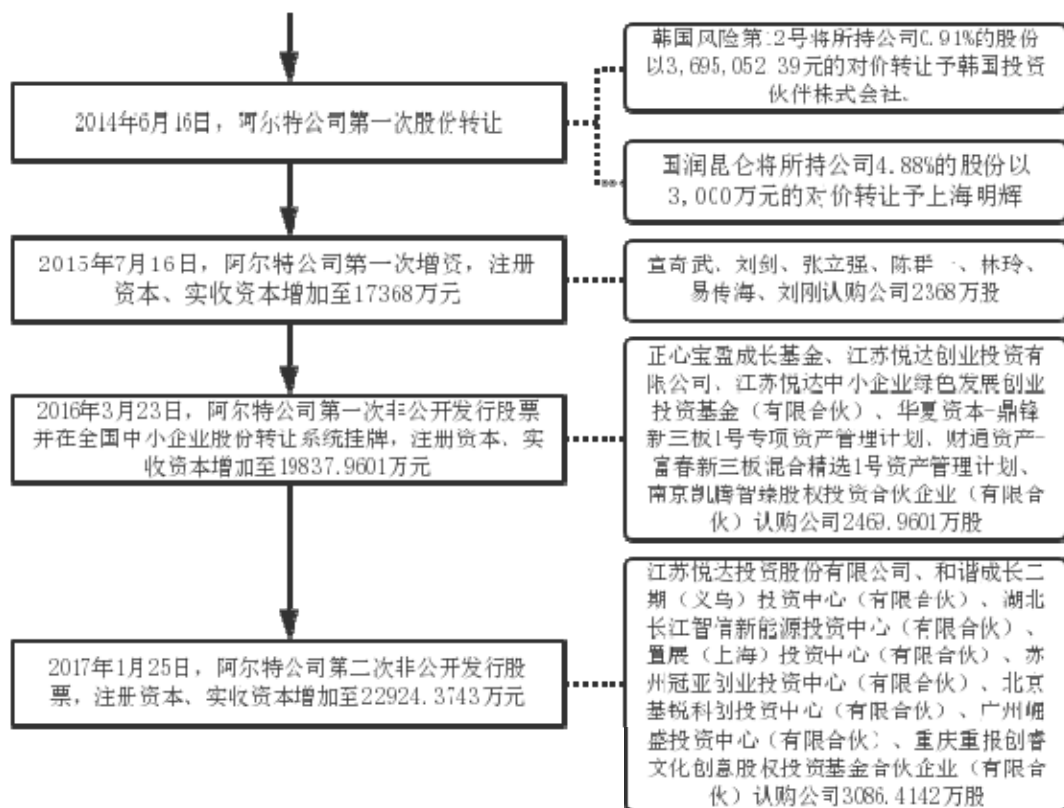 2014年6月16日，阿尔特公司第一次股份转让
韩国风险第12号将所持公司0.91%的股份
以3,695,052.39元的对价转让予韩国投资
伙伴株式会社、
国润昆仑将所持公司4.88%的股份以
3,000万元的对价转让予上海明辉
2015年7月16日，阿尔特公司第一次增资，注册
资本、实收资本增加至17368万元
宣奇武、刘剑、张立强、陈群一、林玲、
易传海、刘刚认购公司2368万股
2016年3月23日，阿尔特公司第一次非公开发行股票
并在全国中小企业股份转让系统挂牌，注册资本、实
收资本增加至19837.9601万元
正心宝盈成长基金、江苏悦达创业投资有
限公司、江苏悦达中小企业绿色发展创业
投资基金（有限合伙）、华夏资本-鼎锋
新三板1号专项资产管理计划、财通资产-
富春新三板混合精选1号资产管理计划、
南京凯腾智臻股权投资合伙企业（有限合
伙）认购公司2469.9601万股
2017年1月25日，阿尔特公司第二次非公开发行股
票，注册资本、实收资本增加至22924.3743万元
江苏悦达投资股份有限公司、和谐成长二
期（义乌）投资中心（有限合伙）、湖北
长江智信新能源投资中心（有限合伙）、
置展（上海）投资中心（有限合伙）、苏
州冠亚创业投资中心（有限合伙）、北京
基锐科创投资中心（有限合伙）、广州崛
盛投资中心（有限合伙）、重庆重报创睿
文化创意股权投资基金合伙企业（有限合
伙）认购公司3086.4142万股